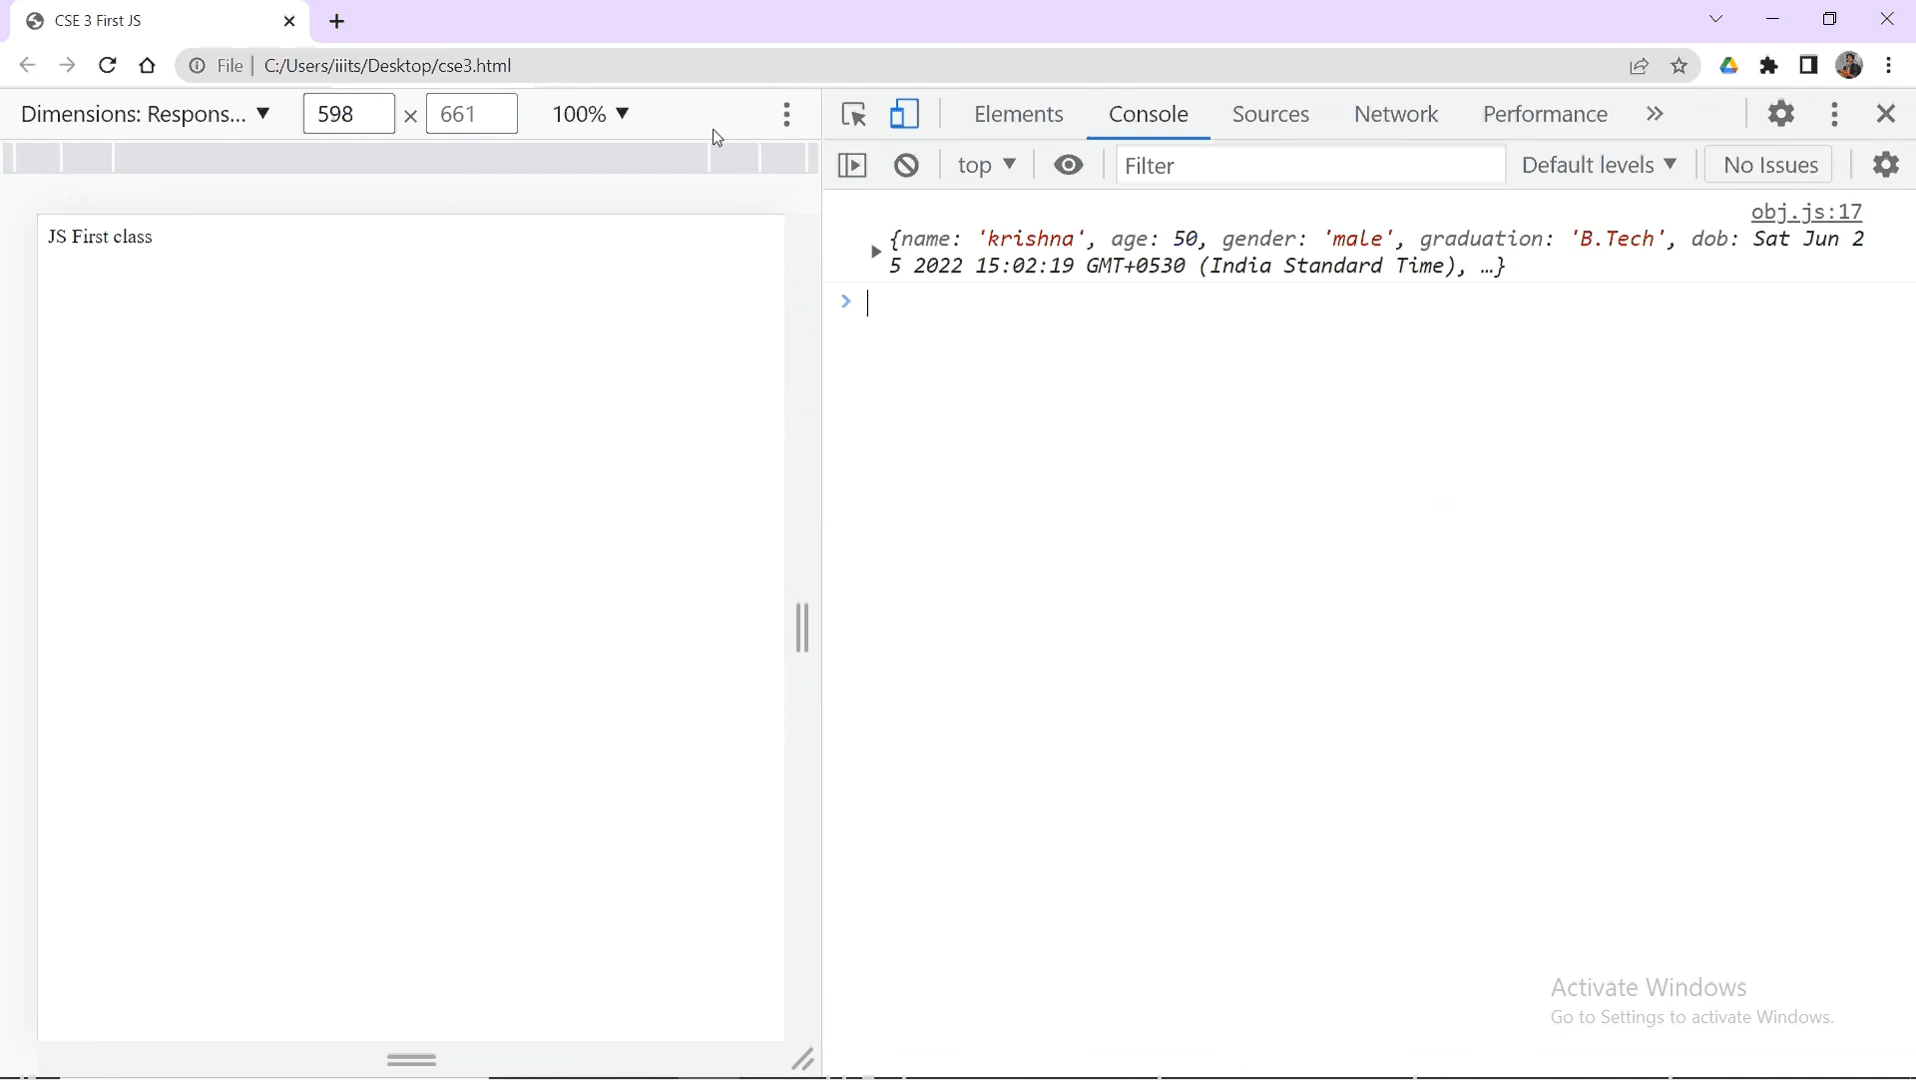 CSE 3 First JS
File | C:/Users/iiits/Desktop/cse3.html
Dimensions: Respons... ▼ 598 × 661 100% ▼
Elements Console Sources Network Performance »
top ▼ Filter Default levels ▼ No Issues
JS First class
obj.js:17
{name: 'krishna', age: 50, gender: 'male', graduation: 'B.Tech', dob: Sat Jun 2
5 2022 15:02:19 GMT+0530 (India Standard Time), …}
Activate Windows
Go to Settings to activate Windows.